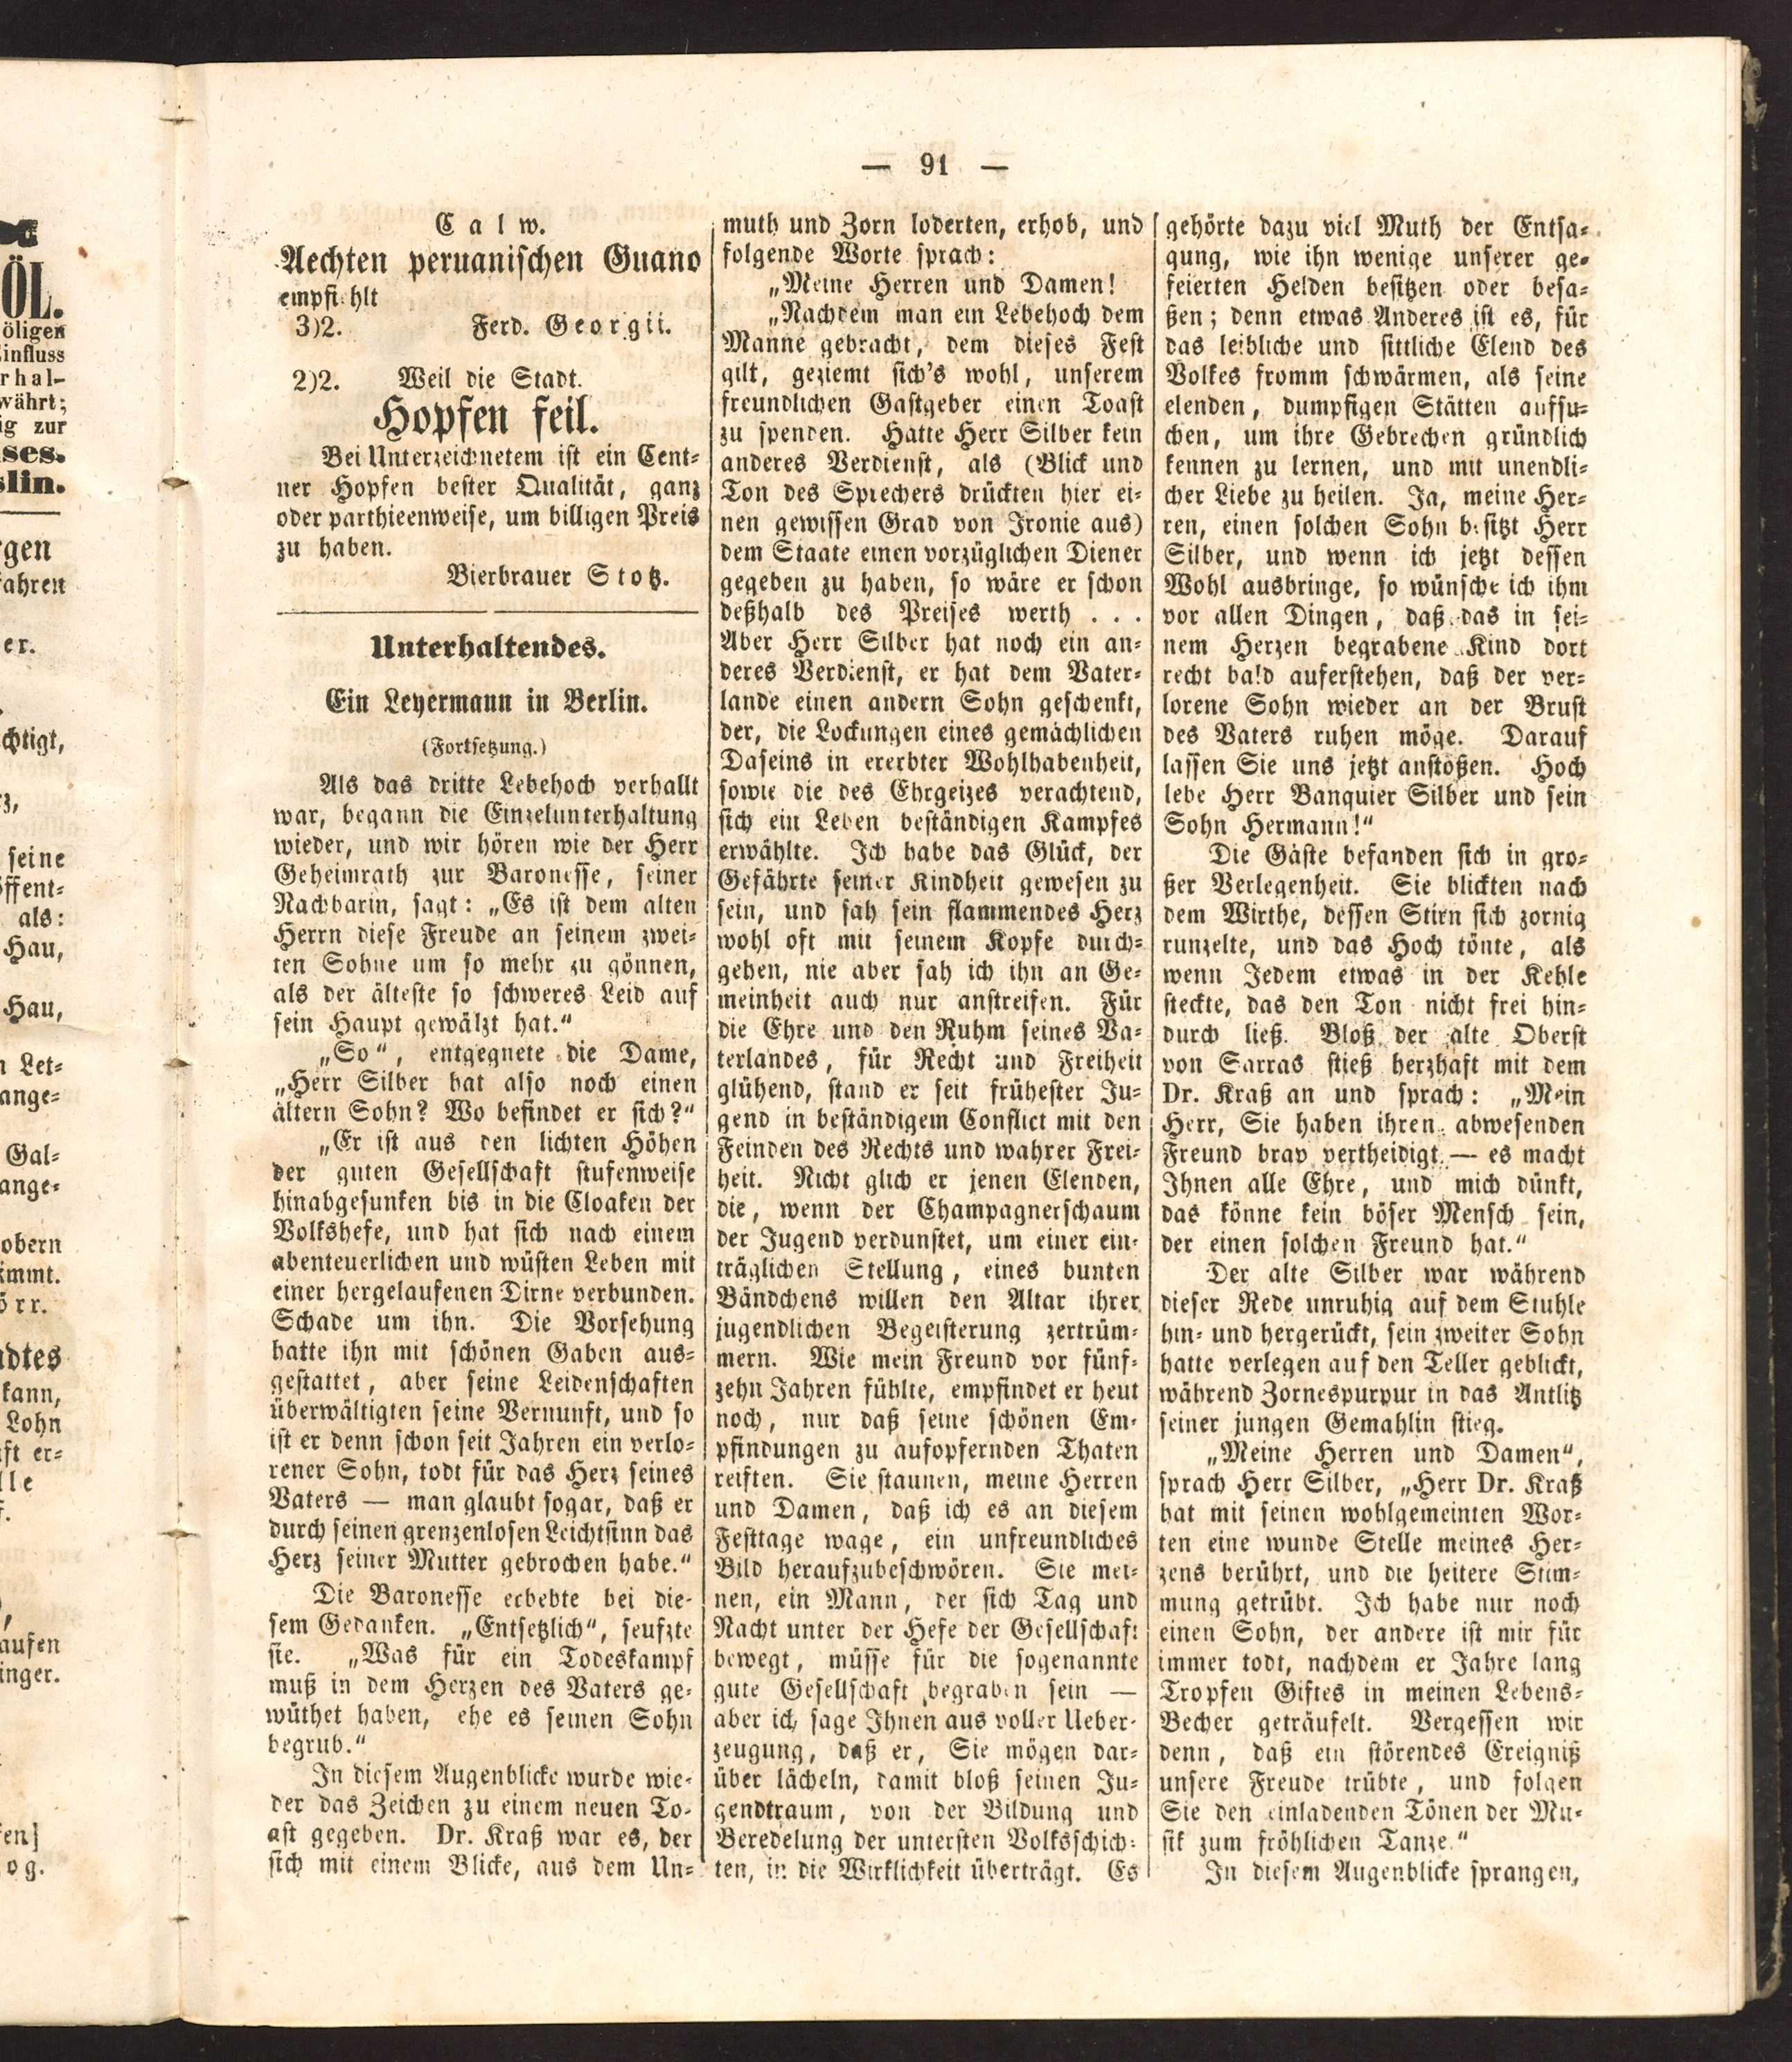 — 91 —
Calw.
Aechten peruanischen Guano
empfiehlt
3)2. Ferd. Georgii.
2)2. Weil die Stadt.
Hopfen feil.
Bei Unterzeichnetem ist ein Cent-
ner Hopfen bester Qualität, ganz
oder parthieenweise, um billigen Preis
zu haben.
Bierbrauer Stotz.
Unterhaltendes.
Ein Leyermann in Berlin.
(Fortsetzung.)
Als das dritte Lebehoch verhallt
war, begann die Einzelunterhaltung
wieder, und wir hören wie der Herr
Geheimrath zur Baronesse, seiner
Nachbarin, sagt: „Es ist dem alten
Herrn diese Freude an seinem zwei-
ten Sohne um so mehr zu gönnen,
als der älteste so schweres Leid auf
sein Haupt gewälzt hat.“
„So“, entgegnete die Dame,
„Herr Silber hat also noch einen
ältern Sohn? Wo befindet er sich?“
„Er ist aus den lichten Höhen
der guten Gesellschaft stufenweise
hinabgesunken bis in die Cloaken der
Volkshefe, und hat sich nach einem
abenteuerlichen und wüsten Leben mit
einer hergelaufenen Dirne verbunden.
Schade um ihn. Die Vorsehung
hatte ihn mit schönen Gaben aus-
gestattet, aber seine Leidenschaften
überwältigten seine Vernunft, und so
ist er denn schon seit Jahren ein verlo-
rener Sohn, todt für das Herz seines
Vaters — man glaubt sogar, daß er
durch seinen grenzenlosen Leichtsinn das
Herz seiner Mutter gebrochen habe.“
Die Baronesse erbebte bei die-
sem Gedanken. „Entsetzlich“, seufzte
sie. „Was für ein Todeskampf
muß in dem Herzen des Vaters ge-
wüthet haben, ehe es seinen Sohn
begrub.“
In diesem Augenblicke wurde wie-
der das Zeichen zu einem neuen To-
ast gegeben. Dr. Kraß war es, der
sich mit einem Blicke, aus dem Un-
muth und Zorn loderten, erhob, und
folgende Worte sprach:
„Meine Herren und Damen!
„Nachdem man ein Lebehoch dem
Manne gebracht, dem dieses Fest
gilt, geziemt sich's wohl, unserem
freundlichen Gastgeber einen Toast
zu spenden. Hatte Herr Silber kein
anderes Verdienst, als (Blick und
Ton des Sprechers drückten hier ei-
nen gewissen Grad von Ironie aus)
dem Staate einen vorzüglichen Diener
gegeben zu haben, so wäre er schon
deßhalb des Preises werth . . .
Aber Herr Silber hat noch ein an-
deres Verdienst, er hat dem Vater-
lande einen andern Sohn geschenkt,
der, die Lockungen eines gemächlichen
Daseins in ererbter Wohlhabenheit,
sowie die des Ehrgeizes verachtend,
sich ein Leben beständigen Kampfes
erwählte. Ich habe das Glück, der
Gefährte seiner Kindheit gewesen zu
sein, und sah sein flammendes Herz
wohl oft mit seinem Kopfe durch-
gehen, nie aber sah ich ihn an Ge-
meinheit auch nur anstreifen. Für
die Ehre und den Ruhm seines Va-
terlandes, für Recht und Freiheit
glühend, stand er seit frühester Ju-
gend in beständigem Conflict mit den
Feinden des Rechts und wahrer Frei-
heit. Nicht glich er jenen Elenden,
die, wenn der Champagnerschaum
der Jugend verdunstet, um einer ein-
träglichen Stellung, eines bunten
Bändchens willen den Altar ihrer
jugendlichen Begeisterung zertrüm-
mern. Wie mein Freund vor fünf-
zehn Jahren fühlte, empfindet er heut
noch, nur daß seine schönen Em-
pfindungen zu aufopfernden Thaten
reiften. Sie staunen, meine Herren
und Damen, daß ich es an diesem
Festtage wage, ein unfreundliches
Bild heraufzubeschwören. Sie mei-
nen, ein Mann, der sich Tag und
Nacht unter der Hefe der Gesellschaft
bewegt, müsse für die sogenannte
gute Gesellschaft begraben sein —
aber ich sage Ihnen aus voller Ueber-
zeugung, daß er, Sie mögen dar-
über lächeln, damit bloß seinen Ju-
gendtraum, von der Bildung und
Veredelung der untersten Volksschich-
ten, in die Wirklichkeit überträgt. Es
gehörte dazu viel Muth der Entsa-
gung, wie ihn wenige unserer ge-
feierten Helden besitzen oder besa-
ßen; denn etwas Anderes ist es, für
das leibliche und sittliche Elend des
Volkes fromm schwärmen, als seine
elenden, dumpfigen Stätten aufsu-
chen, um ihre Gebrechen gründlich
kennen zu lernen, und mit unendli-
cher Liebe zu heilen. Ja, meine Her-
ren, einen solchen Sohn besitzt Herr
Silber, und wenn ich jetzt dessen
Wohl ausbringe, so wünsche ich ihm
vor allen Dingen, daß das in sei-
nem Herzen begrabene Kind dort
recht bald auferstehen, daß der ver-
lorene Sohn wieder an der Brust
des Vaters ruhen möge. Darauf
lassen Sie uns jetzt anstoßen. Hoch
lebe Herr Banquier Silber und sein
Sohn Hermann!“
Die Gäste befanden sich in gro-
ßer Verlegenheit. Sie blickten nach
dem Wirthe, dessen Stirn sich zornig
runzelte, und das Hoch tönte, als
wenn Jedem etwas in der Kehle
steckte, das den Ton nicht frei hin-
durch ließ. Bloß der alte Oberst
von Sarras stieß herzhaft mit dem
Dr. Kraß an und sprach: „Mein
Herr, Sie haben ihren abwesenden
Freund brav vertheidigt — es macht
Ihnen alle Ehre, und mich dünkt,
das könne kein böser Mensch sein,
der einen solchen Freund hat.“
Der alte Silber war während
dieser Rede unruhig auf dem Stuhle
hin- und hergerückt, sein zweiter Sohn
hatte verlegen auf den Teller geblickt,
während Zornespurpur in das Antlitz
seiner jungen Gemahlin stieg.
„Meine Herren und Damen“,
sprach Herr Silber, „Herr Dr. Kraß
hat mit seinen wohlgemeinten Wor-
ten eine wunde Stelle meines Her-
zens berührt, und die heitere Stim-
mung getrübt. Ich habe nur noch
einen Sohn, der andere ist mir für
immer todt, nachdem er Jahre lang
Tropfen Giftes in meinen Lebens-
Becher geträufelt. Vergessen wir
denn, daß ein störendes Ereigniß
unsere Freude trübte, und folgen
Sie den einladenden Tönen der Mu-
sik zum fröhlichen Tanze.“
In diesem Augenblicke sprangen,